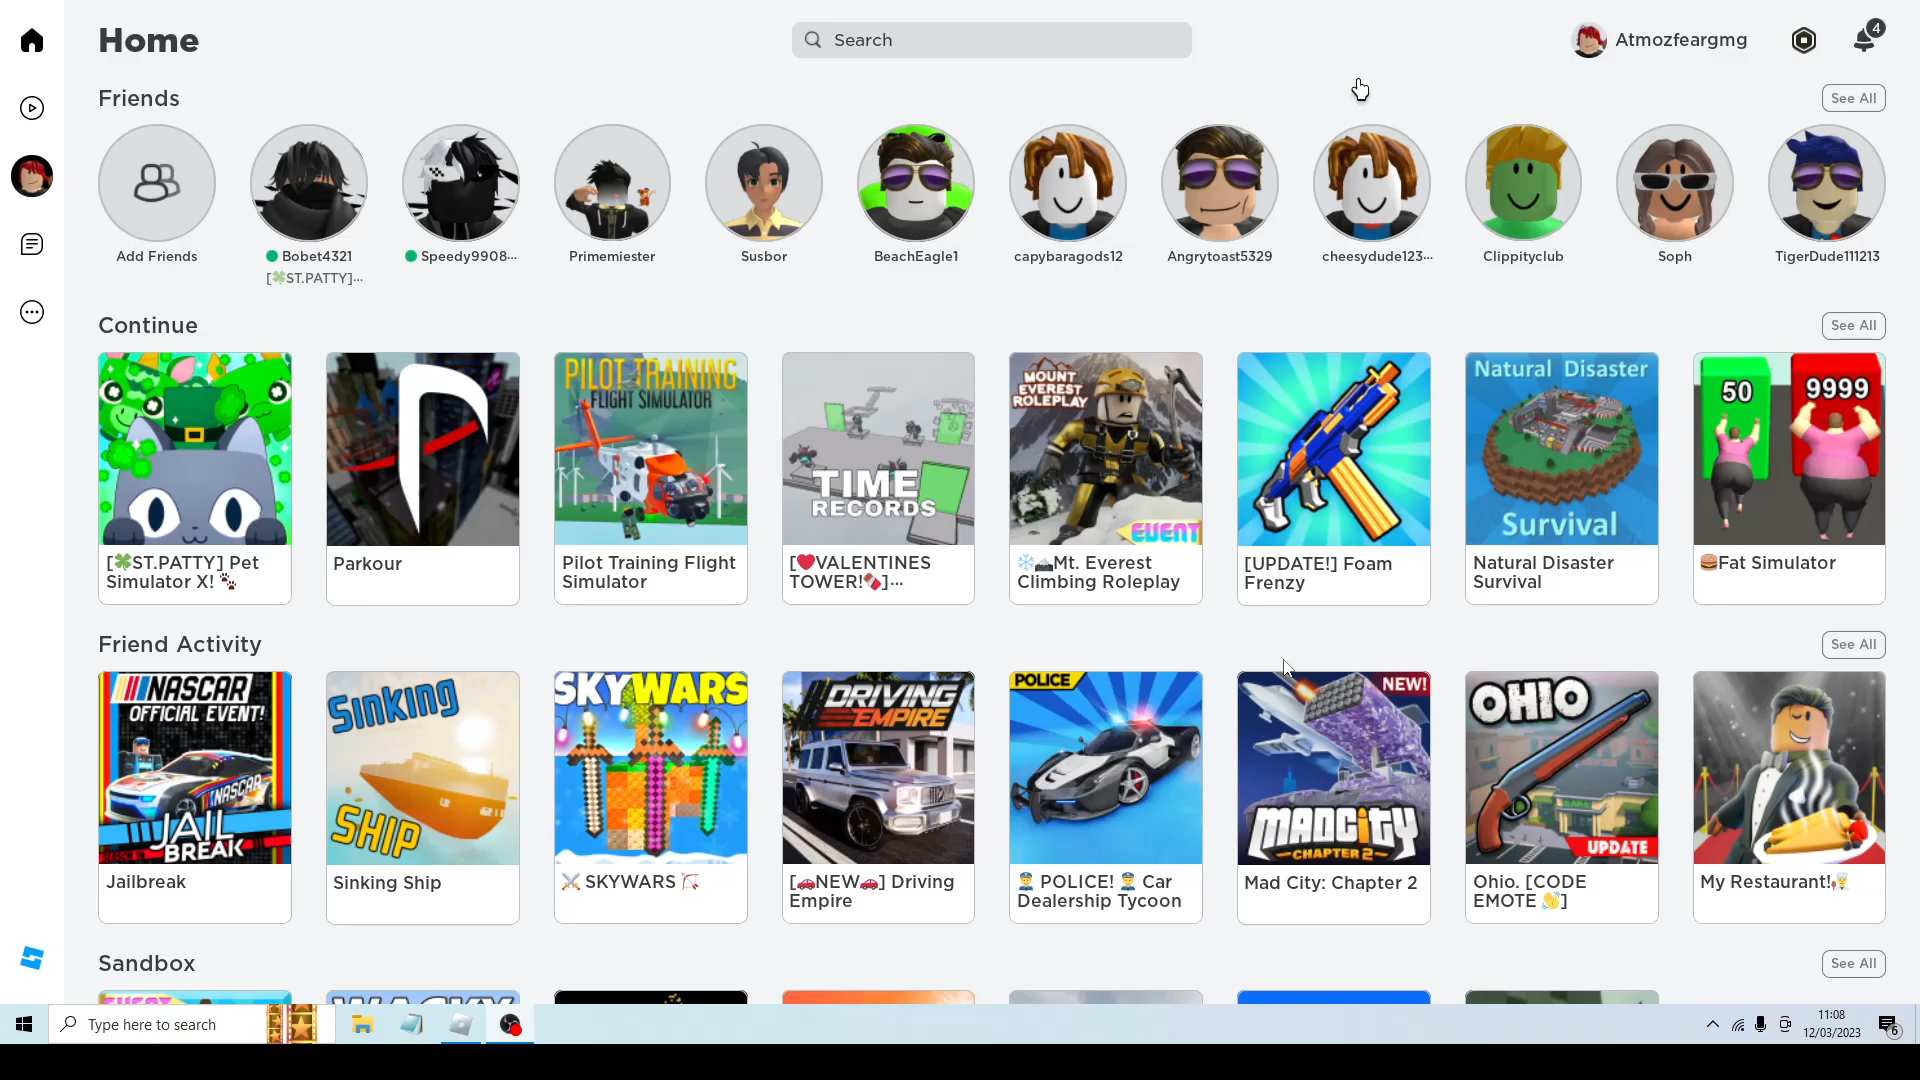 Home
Search
Atmozfeargmg
4
Friends
See All
Add Friends
Bobet4321
[🍀ST.PATTY]...
Speedy9908...
Primemiester
Susbor
BeachEagle1
capybaragods12
Angrytoast5329
cheesydude123...
Clippityclub
Soph
TigerDude111213
Continue
See All
PILOT TRAINING
FLIGHT SIMULATOR
TIME
RECORDS
MOUNT
EVEREST
ROLEPLAY
EVENT
Natural Disaster
Survival
50
9999
[🍀ST.PATTY] Pet
Simulator X! 🐾
Parkour
Pilot Training Flight
Simulator
[❤️VALENTINES
TOWER!🍫]...
❄️🏔️Mt. Everest
Climbing Roleplay
[UPDATE!] Foam
Frenzy
Natural Disaster
Survival
🍔Fat Simulator
Friend Activity
See All
NASCAR
OFFICIAL EVENT!
NASCAR
JAIL
BREAK
Sinking
SHIP
SKYWARS
DRIVING
EMPIRE
POLICE
NEW!
MADCITY
CHAPTER 2
OHIO
UPDATE
Jailbreak
Sinking Ship
⚔️ SKYWARS 🏹
[🚗NEW🚗] Driving
Empire
👮 POLICE! 👮 Car
Dealership Tycoon
Mad City: Chapter 2
Ohio. [CODE
EMOTE 👋]
My Restaurant!👨‍🍳
Sandbox
See All
Type here to search
11:08
12/03/2023
6